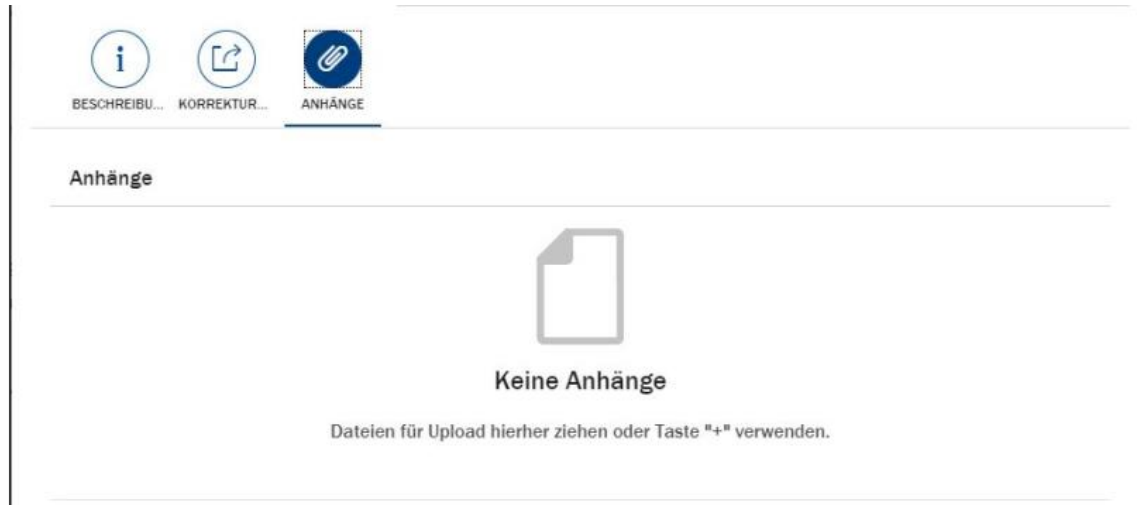 i
BESCHREIBU... KORREKTUR... ANHÄNGE
Anhänge
Keine Anhänge
Dateien für Upload hierher ziehen oder Taste "+" verwenden.